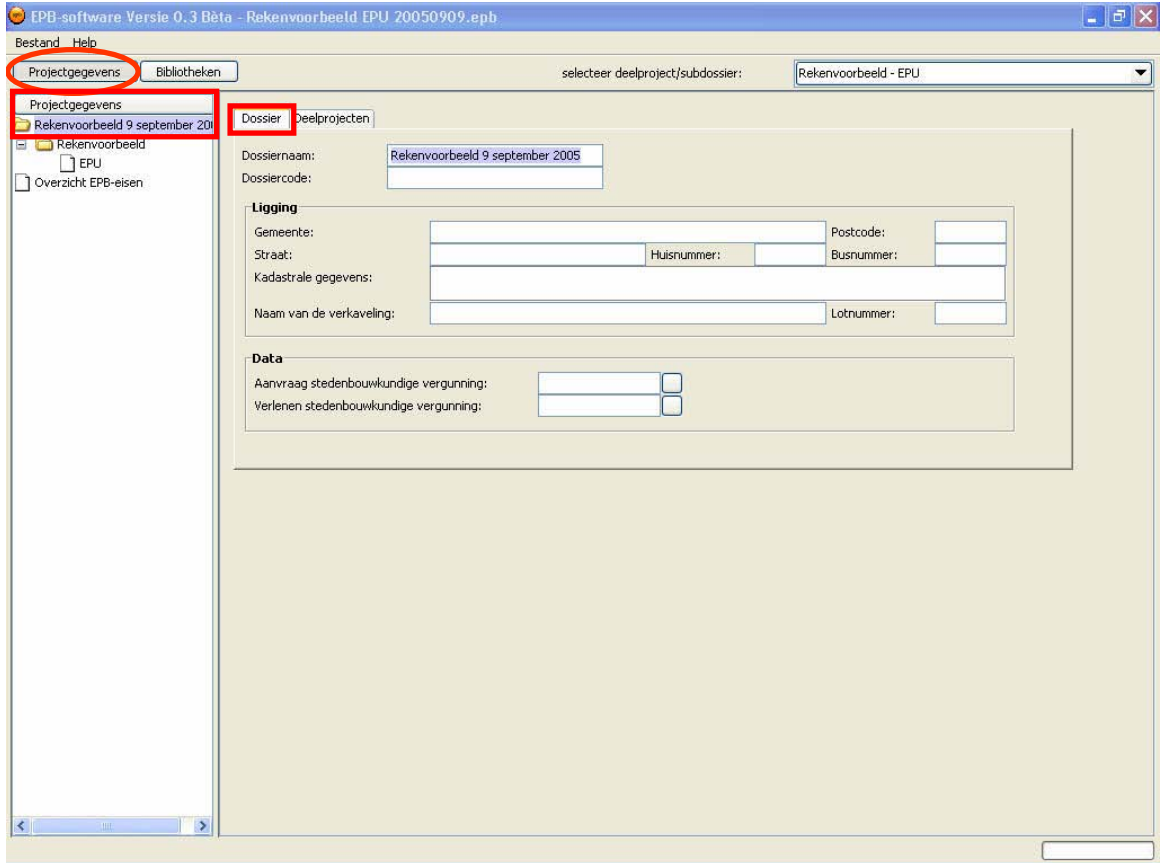 EPB-software Versie 0.3 Bèta - Rekenvoorbeeld EPU 20050909.epb
Bestand Help
Projectgegevens Bibliotheken selecteer deelproject/subdossier: Rekenvoorbeeld - EPU
Projectgegevens
Rekenvoorbeeld 9 september 200
Rekenvoorbeeld
EPU
Overzicht EPB-eisen
Dossier Deelprojecten
Dossiernaam: Rekenvoorbeeld 9 september 2005
Dossiercode:
Ligging
Gemeente: Postcode:
Straat: Huisnummer: Busnummer:
Kadastrale gegevens:
Naam van de verkaveling: Lotnummer:
Data
Aanvraag stedenbouwkundige vergunning:
Verlenen stedenbouwkundige vergunning: